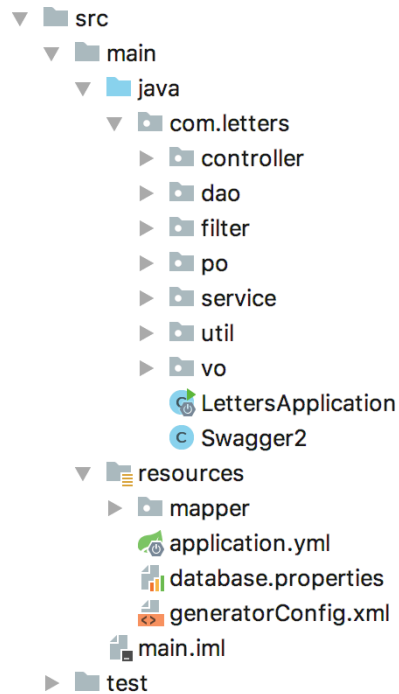 src
main
java
com.letters
controller
dao
filter
po
service
util
vo
LettersApplication
Swagger2
resources
mapper
application.yml
database.properties
generatorConfig.xml
main.iml
test